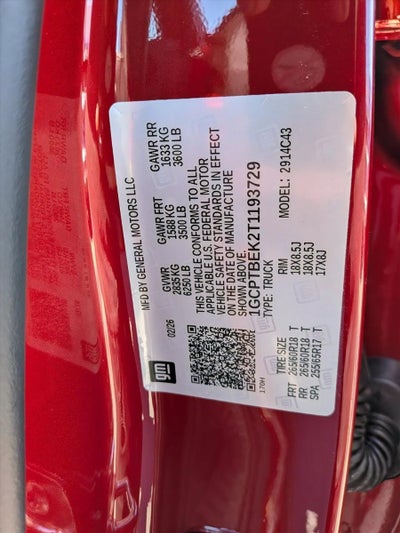 MFD BY GENERAL MOTORS LLC
02/26
GVWR GAWR FRT GAWR RR
2835 KG 1588 KG 1633 KG
6250 LB 3500 LB 3600 LB
THIS VEHICLE CONFORMS TO ALL
APPLICABLE U.S. FEDERAL MOTOR
VEHICLE SAFETY STANDARDS IN EFFECT
ON THE DATE OF MANUFACTURE
SHOWN ABOVE.
1GCPTBEK2T1193729
TYPE: TRUCK MODEL: 2914C43
TIRE SIZE RIM
FRT 265/60R18 T 18X8.5J
RR 265/60R18 T 18X8.5J
SPA 255/65R17 T 17X8J
gm
170H